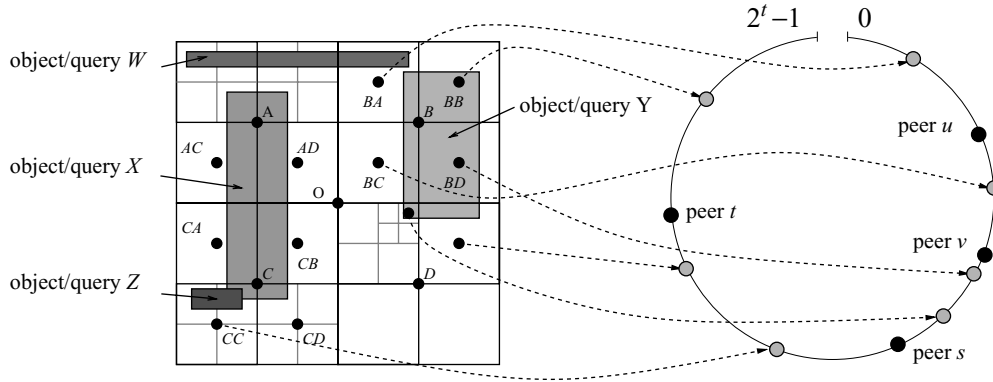 2^t−1 0
object/query W
BA BB
object/query Y
A B
peer u
AC AD
BC BD
object/query X
O
peer t
CA CB
peer v
object/query Z
C D
CC CD
peer s